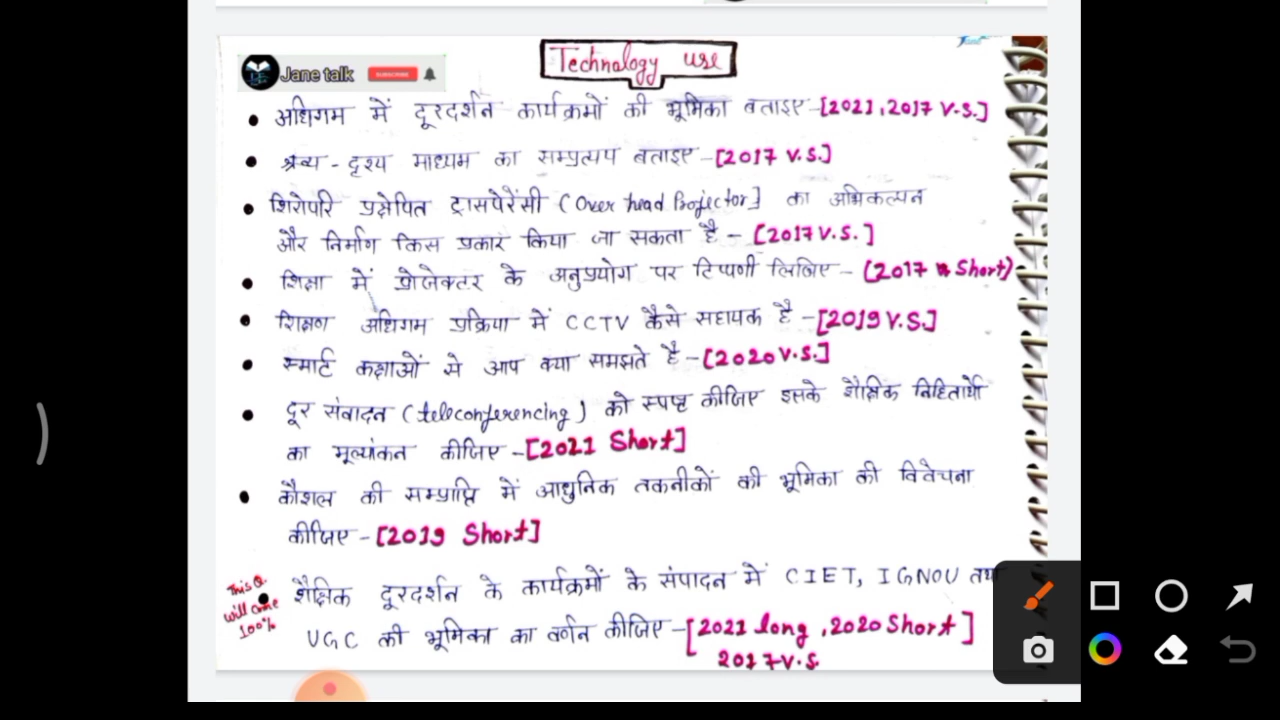 Technology use
Jane talk SUBSCRIBE
अधिगम में दूरदर्शन कार्यक्रमों की भूमिका बताइए -[2021, 2017 V.S.]
श्रव्य - दृश्य माध्यम का सम्प्रत्यय बताइए -[2017 V.S.]
शिरोपरि प्रक्षेपित ट्रासपेरेंसी (Over head Projector] का अभिकल्पन
और निर्माण किस प्रकार किया जा सकता है - [2017 V.S.]
शिक्षा में प्रोजेक्टर के अनुप्रयोग पर टिप्पणी लिजिए - (2017 Short)
शिक्षण अधिगम प्रक्रिया में CCTV कैसे सहायक है -[2019 V.S.]
स्मार्ट कक्षाओं से आप क्या समझते है -[2020 V.S.]
दूर संवादन (teleconferencing) को स्पष्ट कीजिए इसके शैक्षिक निहितार्थो
का मूल्यांकन कीजिए -[2021 Short]
कौशल की सम्प्राप्ति में आधुनिक तकनीकों की भूमिका की विवेचना
कीजिए - [2019 Short]
This Q. will come 100%
शैक्षिक दूरदर्शन के कार्यक्रमों के संपादन में CIET, IGNOU तथा
UGC की भूमिका का वर्णन कीजिए -[2021 long, 2020 Short]
2017 V.S.